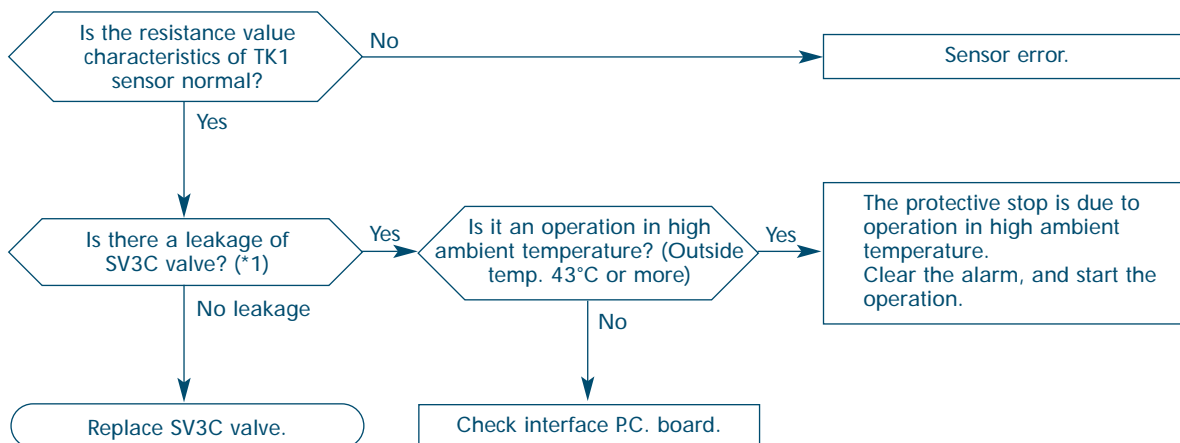 Is the resistance value
characteristics of TK1
sensor normal?
No
Sensor error.
Yes
Is there a leakage of
SV3C valve? (*1)
Yes
Is it an operation in high
ambient temperature? (Outside
temp. 43°C or more)
Yes
The protective stop is due to
operation in high ambient
temperature.
Clear the alarm, and start the
operation.
No leakage
No
Replace SV3C valve.
Check interface P.C. board.